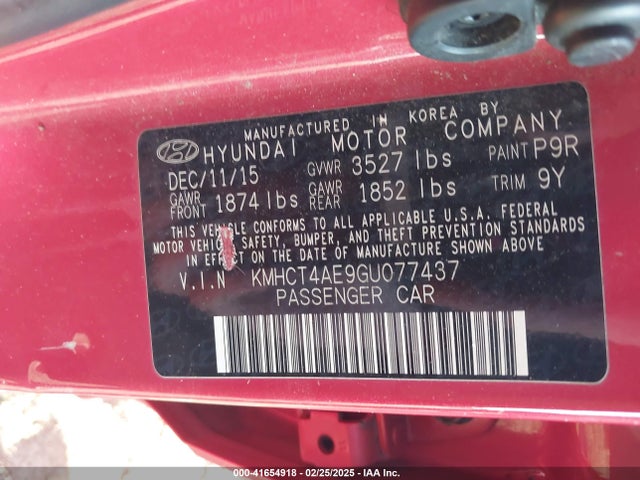 MANUFACTURED IN KOREA BY
HYUNDAI MOTOR COMPANY
DEC/11/15 GVWR 3527 lbs PAINT P9R
GAWR FRONT 1874 lbs GAWR REAR 1852 lbs TRIM 9Y
THIS VEHICLE CONFORMS TO ALL APPLICABLE U.S.A. FEDERAL
MOTOR VEHICLE SAFETY, BUMPER, AND THEFT PREVENTION STANDARDS
IN EFFECT ON THE DATE OF MANUFACTURE SHOWN ABOVE
V.I.N KMHCT4AE9GU077437
PASSENGER CAR
000-41654918 - 02/25/2025 - IAA Inc.